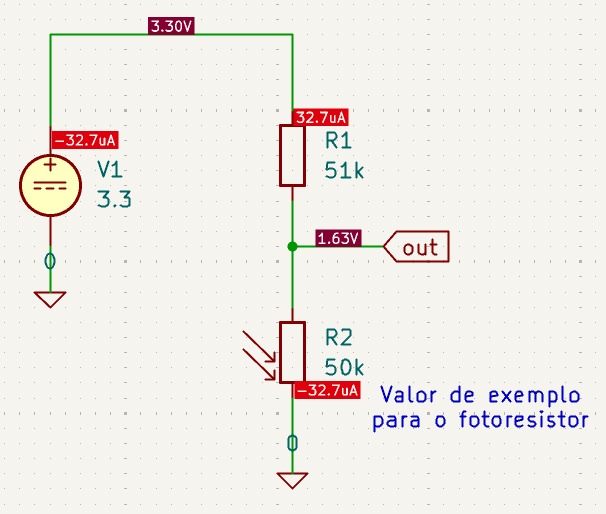 3.30V
-32.7uA
V1
3.3
0
32.7uA
R1
51k
1.63V
out
R2
50k
-32.7uA
Valor de exemplo
para o fotoresistor
0